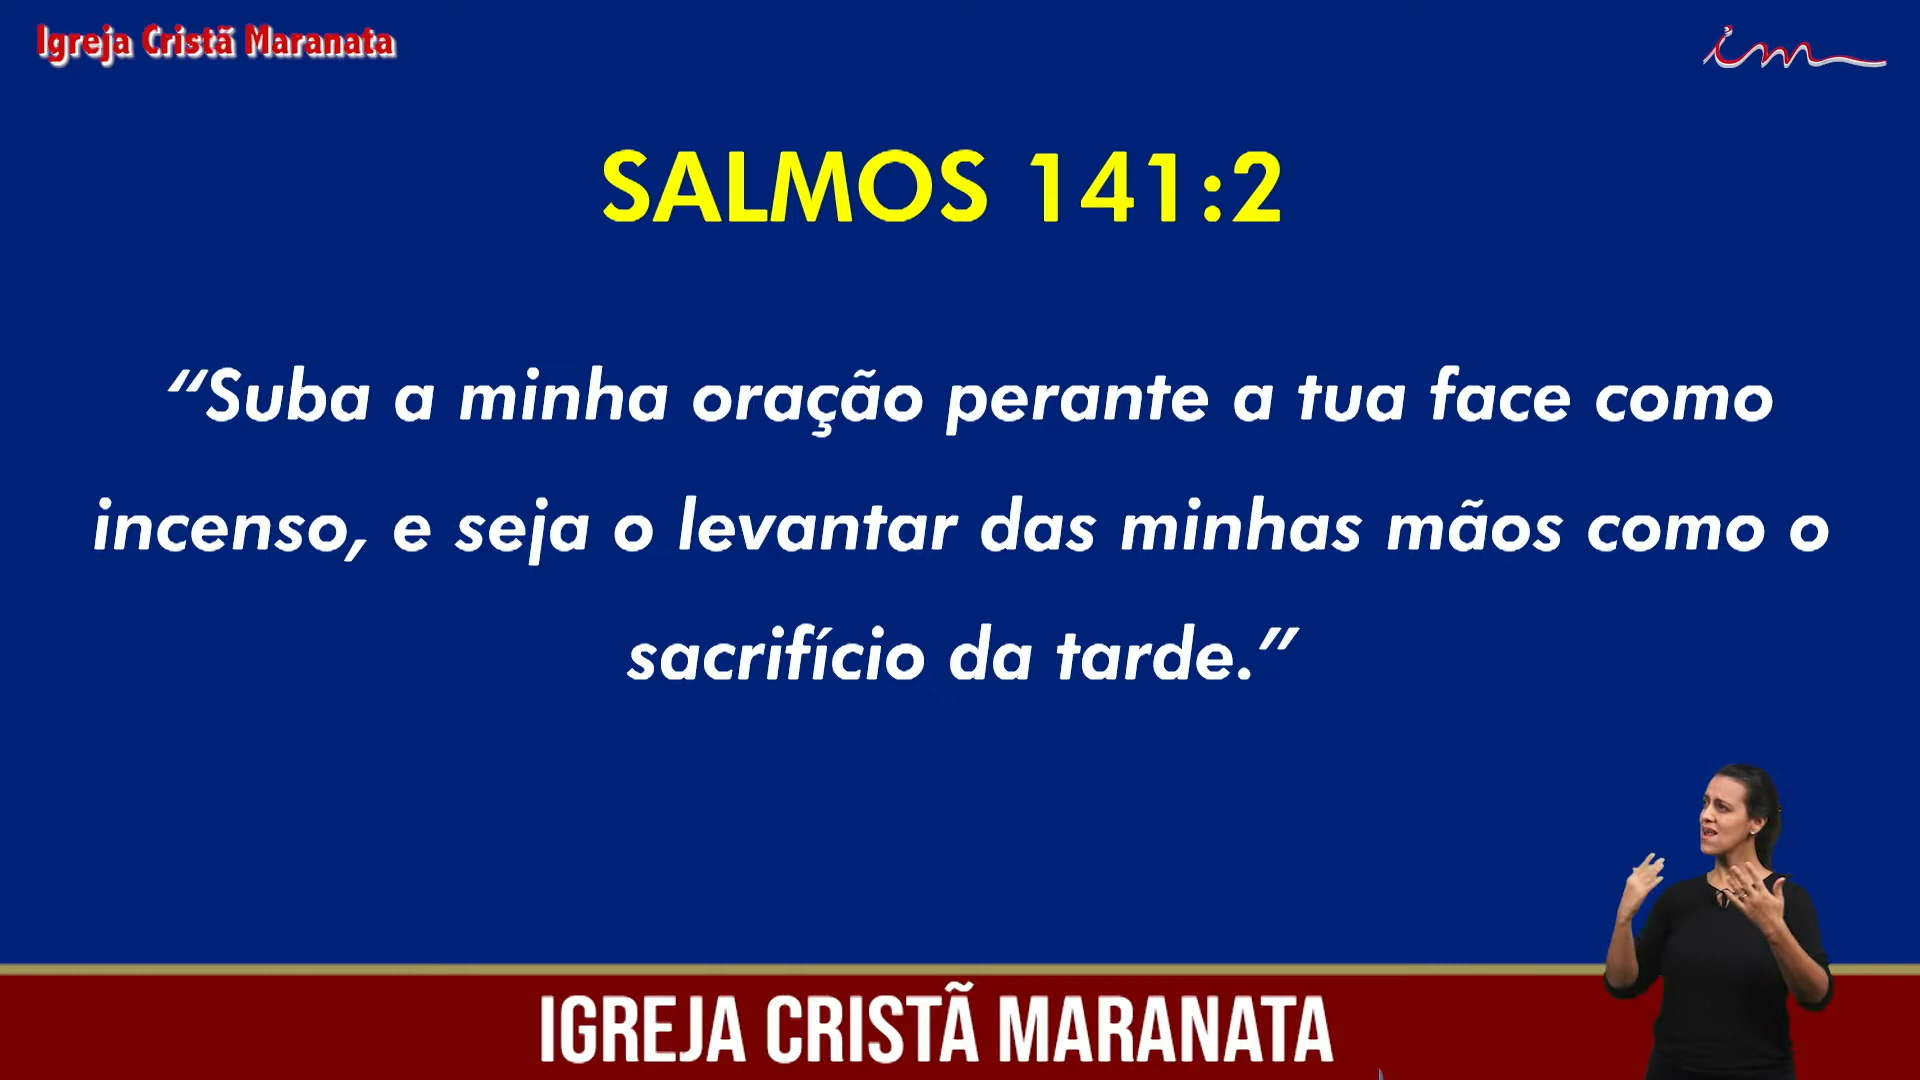 Igreja Cristã Maranata
im
SALMOS 141:2
“Suba a minha oração perante a tua face como
incenso, e seja o levantar das minhas mãos como o
sacrifício da tarde.”
IGREJA CRISTÃ MARANATA